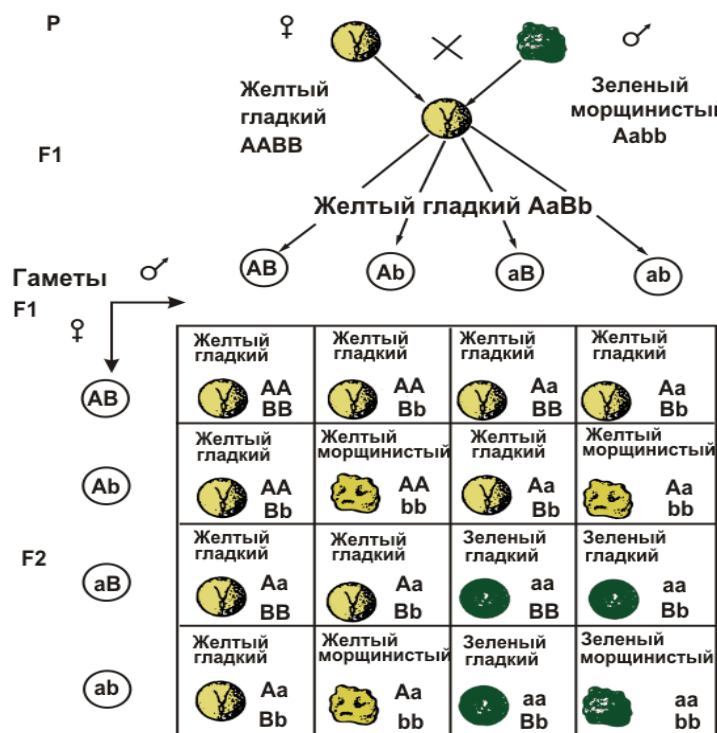 P ♀ ♂
Желтый
гладкий
AABB
Зеленый
морщинистый
Aabb
F1
Желтый гладкий AaBb
Гаметы ♂ AB Ab aB ab
F1
♀
Желтый гладкий Желтый гладкий Желтый гладкий Желтый гладкий
AB AA BB AA Bb Aa BB Aa Bb
Желтый гладкий Желтый морщинистый Желтый гладкий Желтый морщинистый
Ab AA Bb AA bb Aa Bb Aa bb
F2
Желтый гладкий Желтый гладкий Зеленый гладкий Зеленый гладкий
aB Aa BB Aa Bb aa BB aa Bb
Желтый гладкий Желтый морщинистый Зеленый гладкий Зеленый морщинистый
ab Aa Bb Aa bb aa Bb aa bb